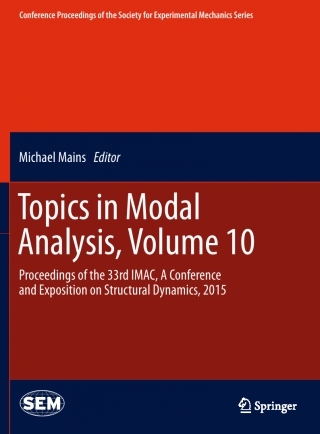 Conference Proceedings of the Society for Experimental Mechanics Series
Michael Mains Editor
Topics in Modal
Analysis, Volume 10
Proceedings of the 33rd IMAC, A Conference
and Exposition on Structural Dynamics, 2015
SEM
Springer